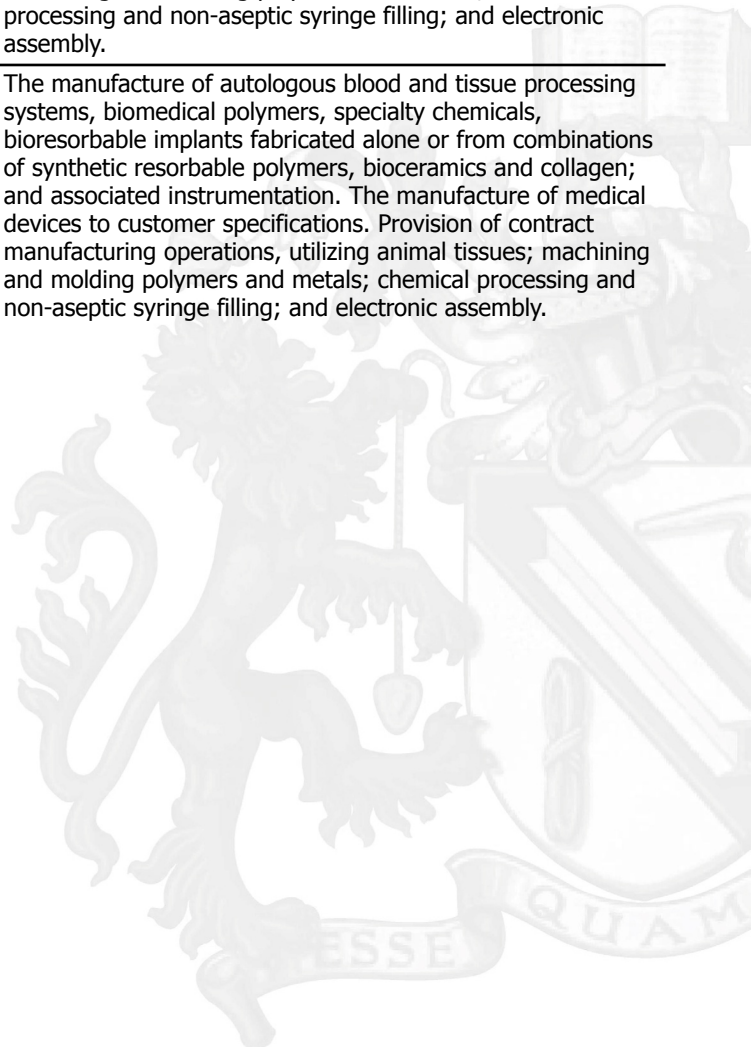 processing and non-aseptic syringe filling; and electronic
assembly.
The manufacture of autologous blood and tissue processing
systems, biomedical polymers, specialty chemicals,
bioresorbable implants fabricated alone or from combinations
of synthetic resorbable polymers, bioceramics and collagen;
and associated instrumentation. The manufacture of medical
devices to customer specifications. Provision of contract
manufacturing operations, utilizing animal tissues; machining
and molding polymers and metals; chemical processing and
non-aseptic syringe filling; and electronic assembly.
ESSE QUAM